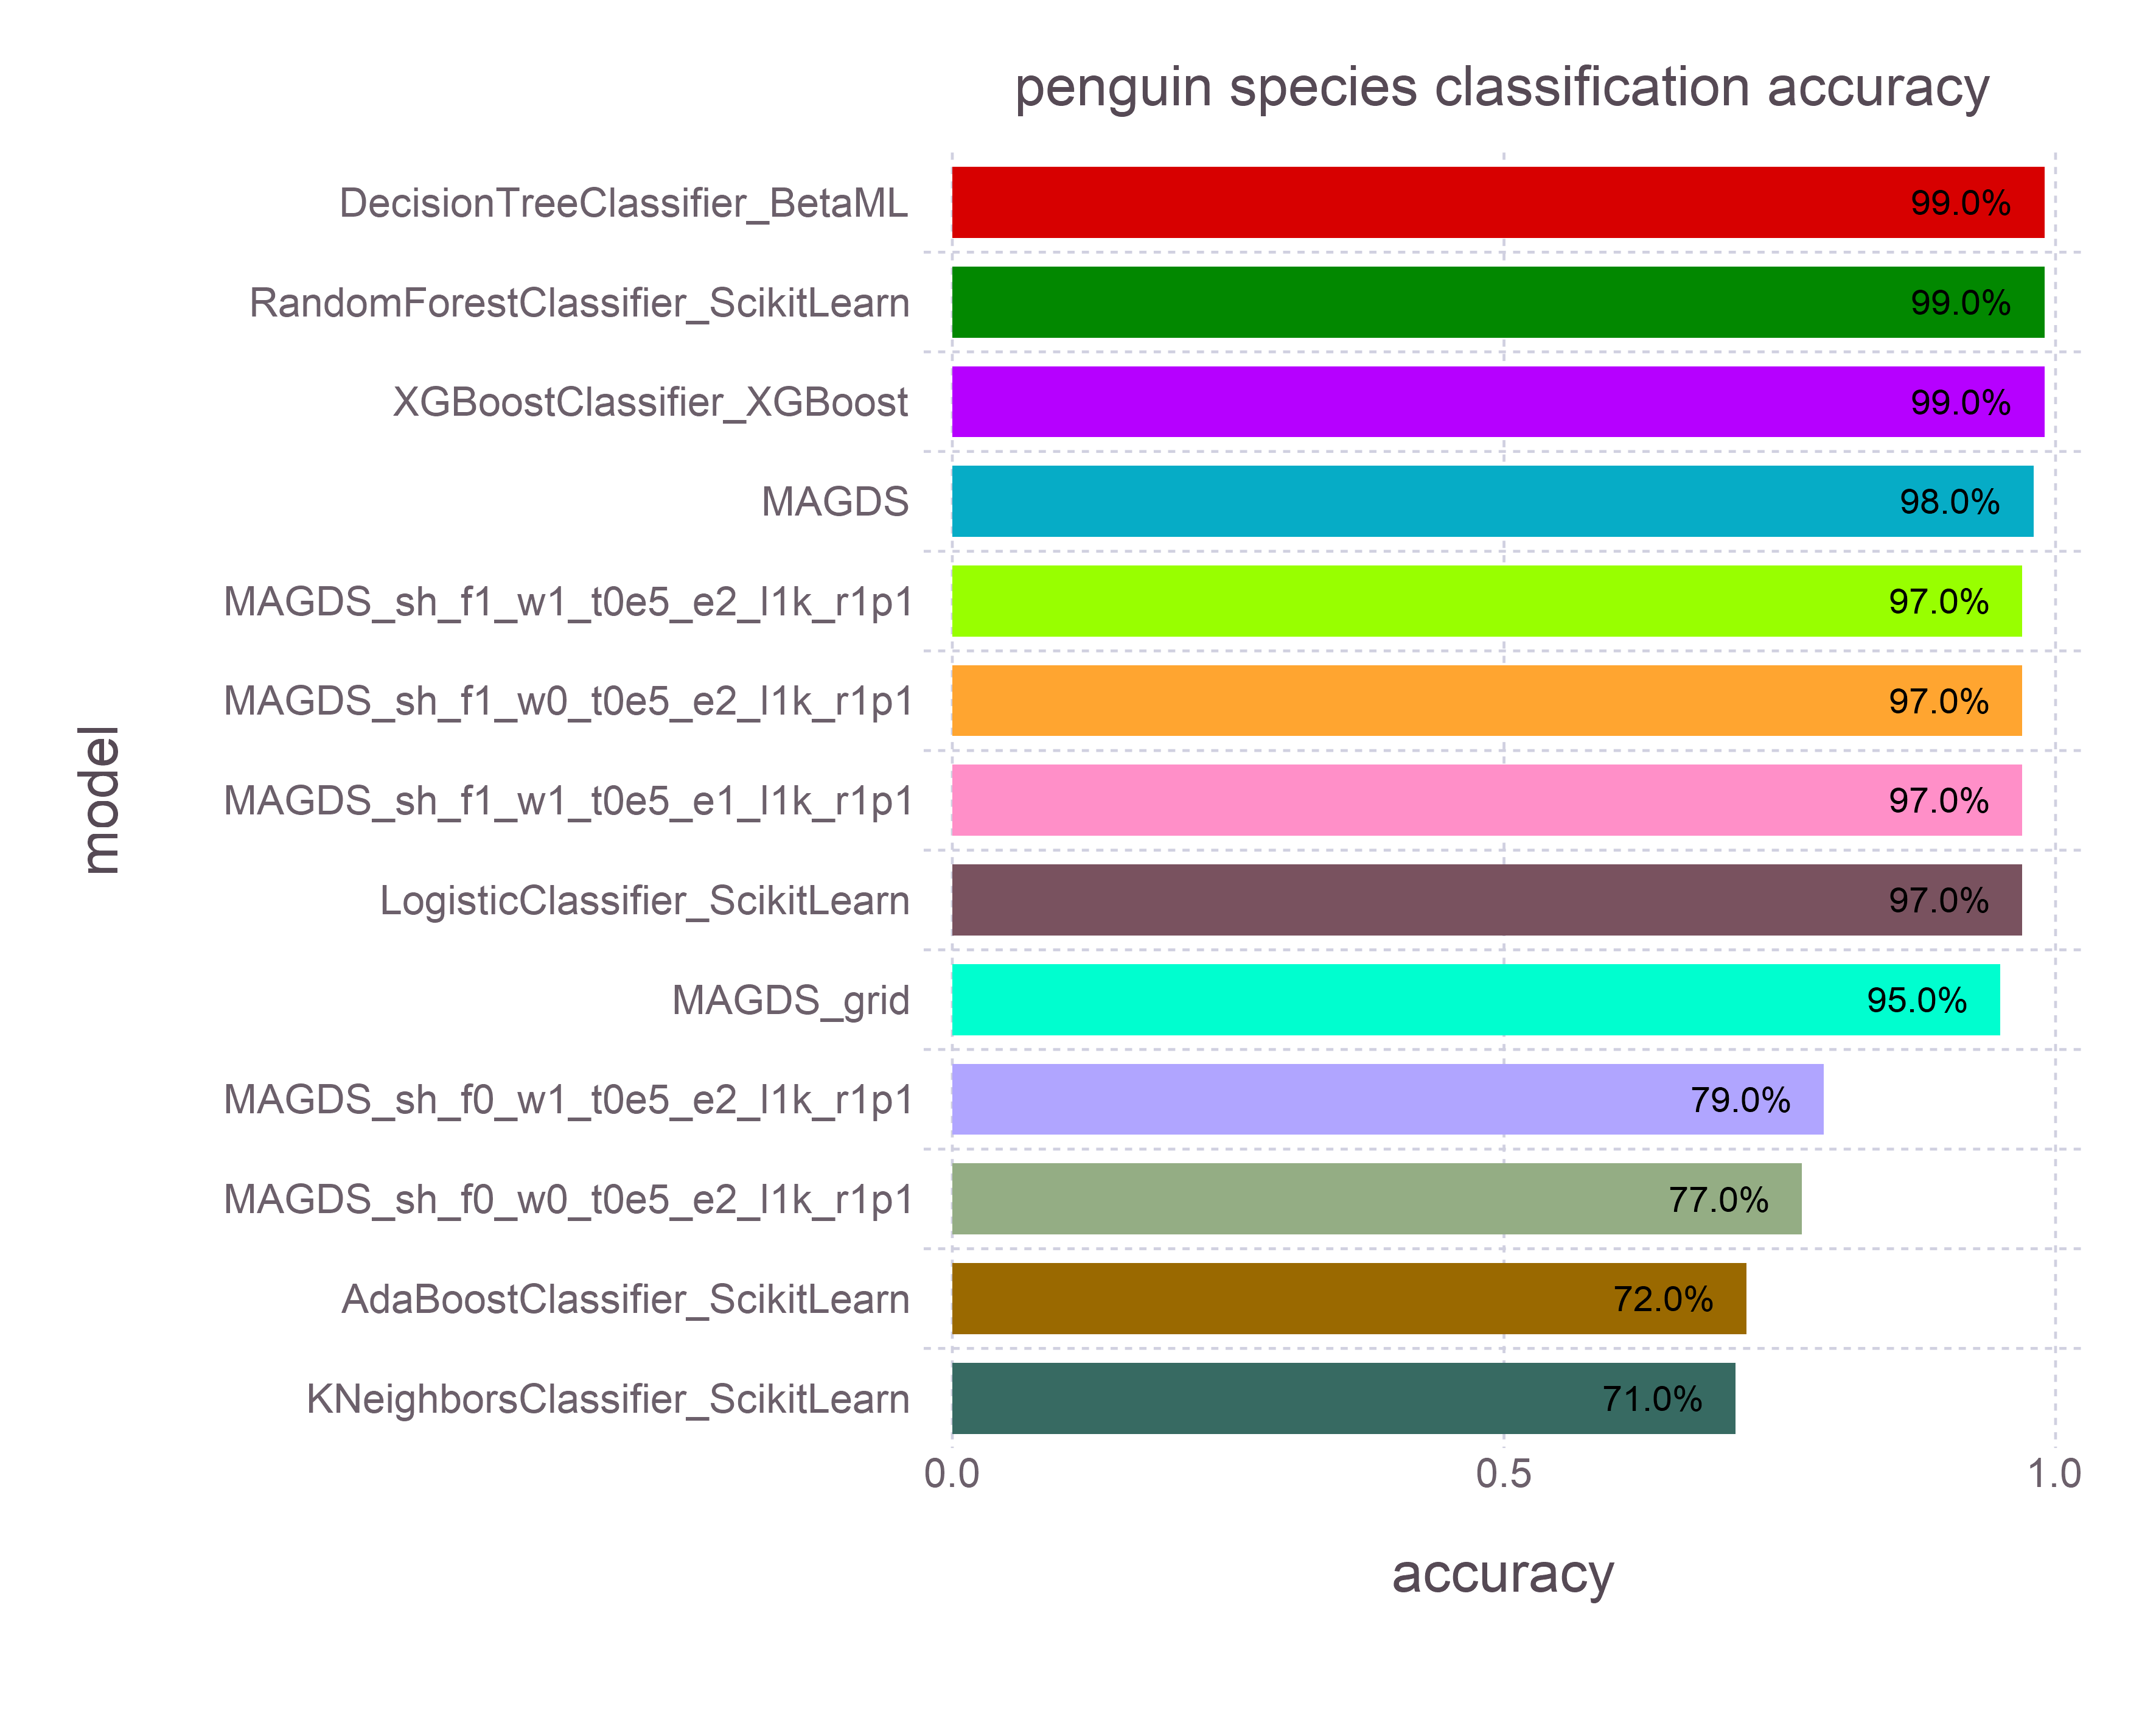 penguin species classification accuracy
DecisionTreeClassifier_BetaML 99.0%
RandomForestClassifier_ScikitLearn 99.0%
XGBoostClassifier_XGBoost 99.0%
MAGDS 98.0%
MAGDS_sh_f1_w1_t0e5_e2_l1k_r1p1 97.0%
MAGDS_sh_f1_w0_t0e5_e2_l1k_r1p1 97.0%
MAGDS_sh_f1_w1_t0e5_e1_l1k_r1p1 97.0%
LogisticClassifier_ScikitLearn 97.0%
MAGDS_grid 95.0%
MAGDS_sh_f0_w1_t0e5_e2_l1k_r1p1 79.0%
MAGDS_sh_f0_w0_t0e5_e2_l1k_r1p1 77.0%
AdaBoostClassifier_ScikitLearn 72.0%
KNeighborsClassifier_ScikitLearn 71.0%
model
0.0 0.5 1.0
accuracy